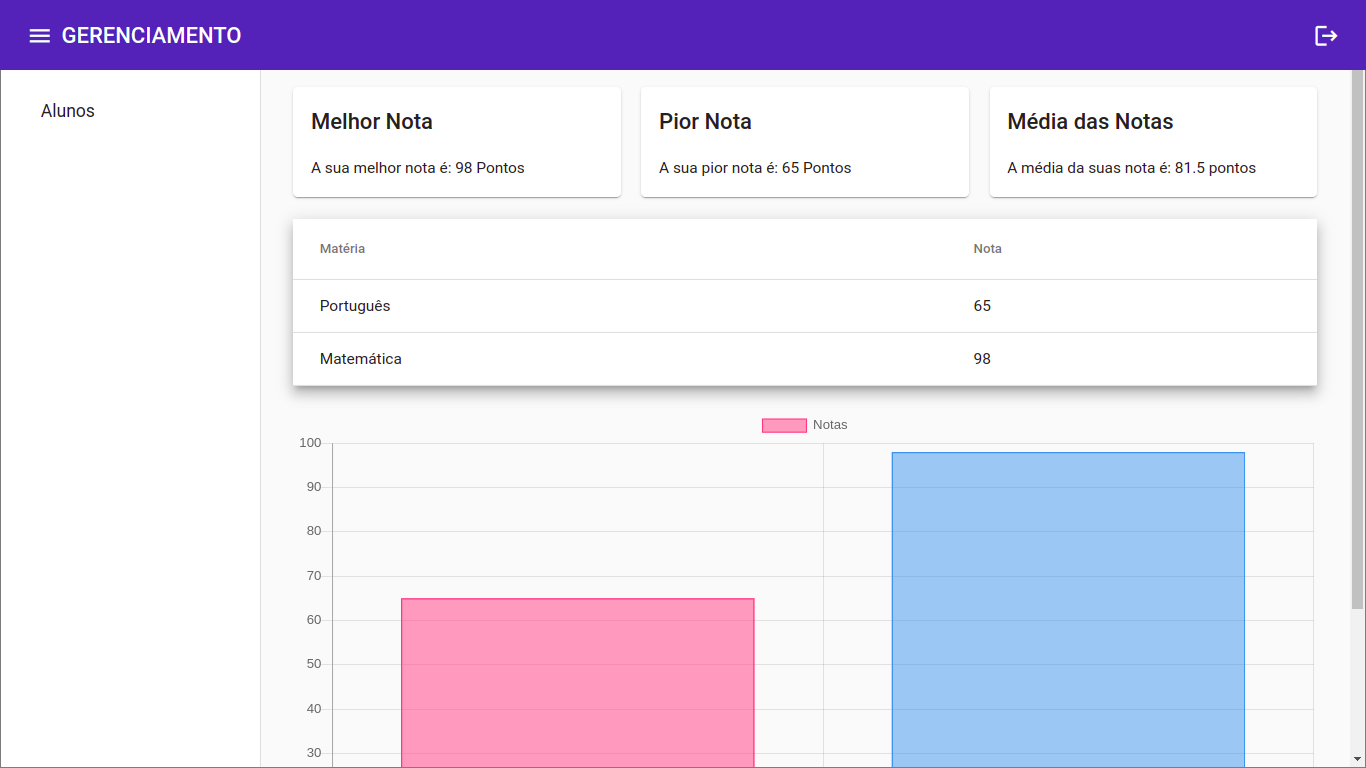 GERENCIAMENTO
Alunos
Melhor Nota
A sua melhor nota é: 98 Pontos
Pior Nota
A sua pior nota é: 65 Pontos
Média das Notas
A média da suas nota é: 81.5 pontos
Matéria Nota
Português 65
Matemática 98
Notas
100
90
80
70
60
50
40
30